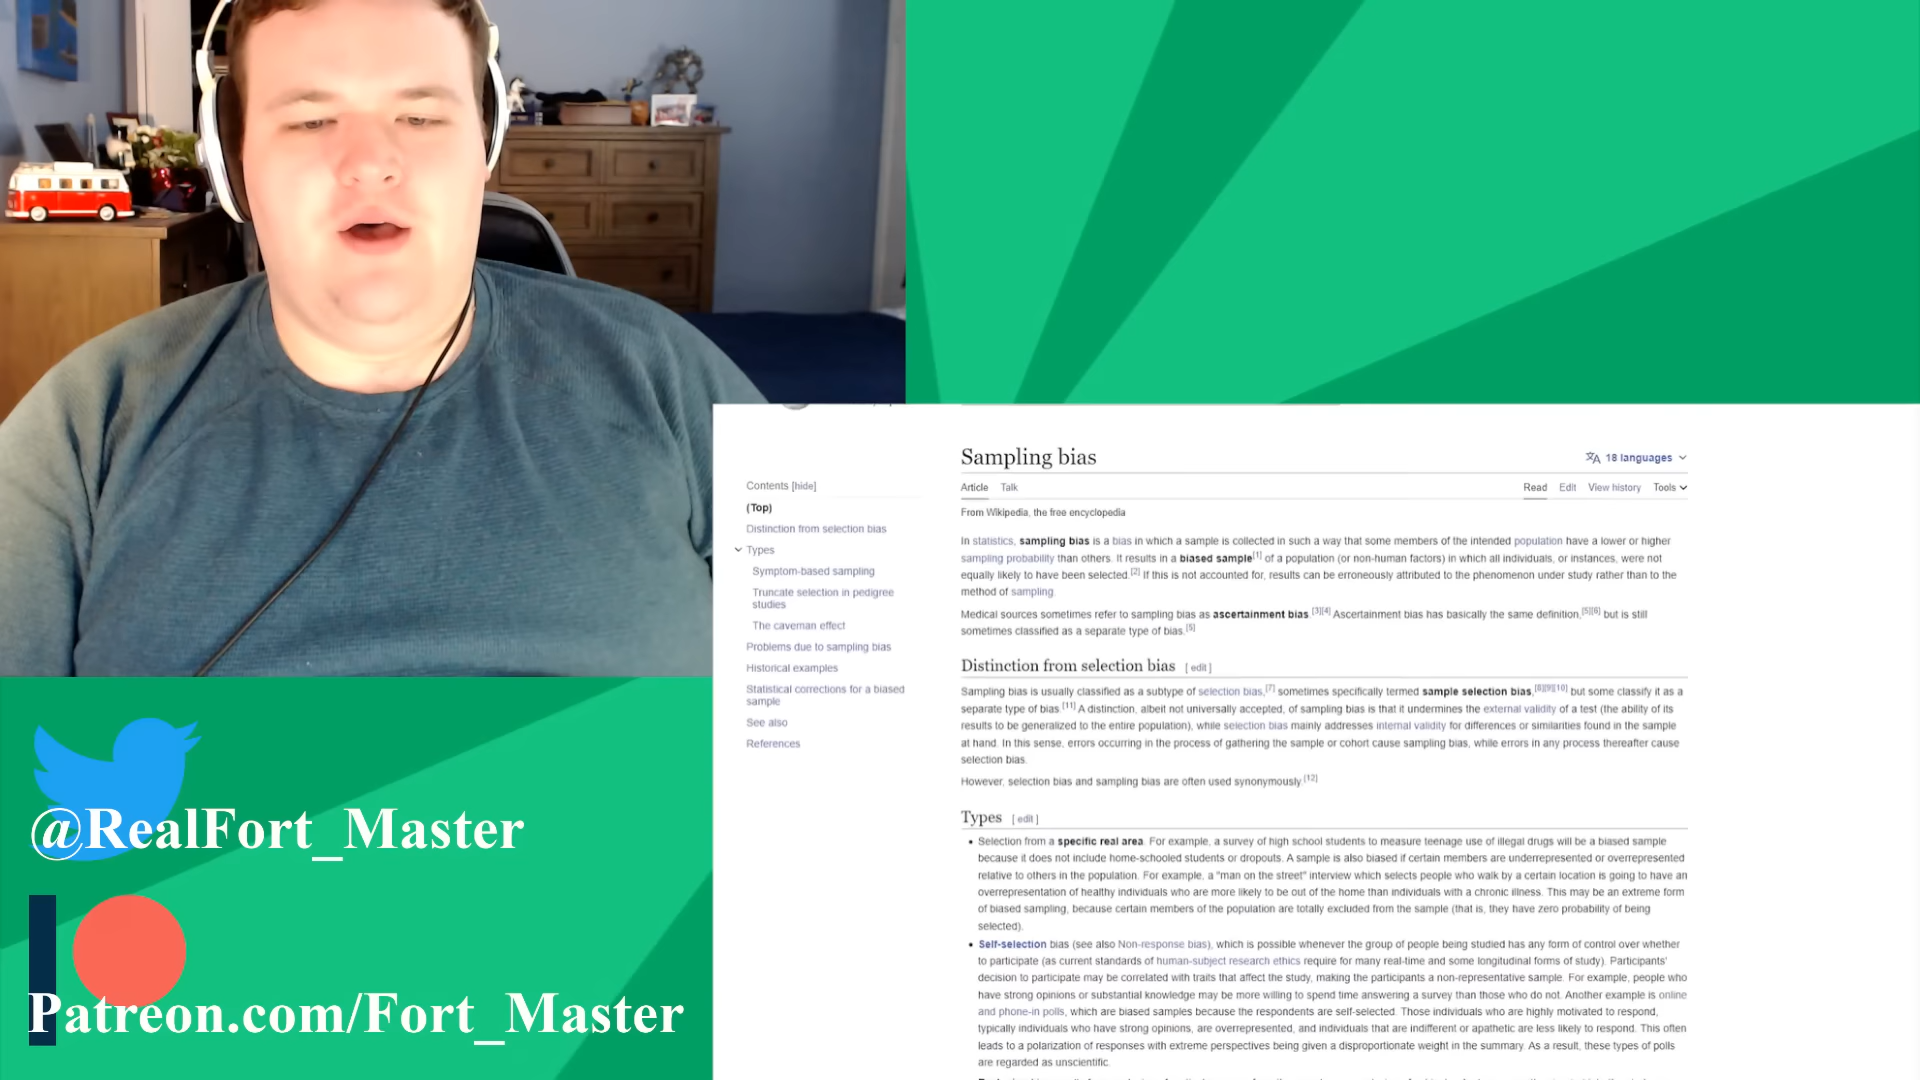 Sampling bias
18 languages
Contents [hide]
Article Talk
Read Edit View history Tools
(Top)
From Wikipedia, the free encyclopedia
Distinction from selection bias
Types
Symptom-based sampling
Truncate selection in pedigree
studies
The caveman effect
Problems due to sampling bias
Historical examples
Statistical corrections for a biased
sample
See also
References
In statistics, sampling bias is a bias in which a sample is collected in such a way that some members of the intended population have a lower or higher
sampling probability than others. It results in a biased sample[1] of a population (or non-human factors) in which all individuals, or instances, were not
equally likely to have been selected.[2] If this is not accounted for, results can be erroneously attributed to the phenomenon under study rather than to the
method of sampling.
Medical sources sometimes refer to sampling bias as ascertainment bias.[3][4] Ascertainment bias has basically the same definition,[5][6] but is still
sometimes classified as a separate type of bias.[5]
Distinction from selection bias [ edit ]
Sampling bias is usually classified as a subtype of selection bias,[7] sometimes specifically termed sample selection bias,[8][9][10] but some classify it as a
separate type of bias.[11] A distinction, albeit not universally accepted, of sampling bias is that it undermines the external validity of a test (the ability of its
results to be generalized to the entire population), while selection bias mainly addresses internal validity for differences or similarities found in the sample
at hand. In this sense, errors occurring in the process of gathering the sample or cohort cause sampling bias, while errors in any process thereafter cause
selection bias.
However, selection bias and sampling bias are often used synonymously.[12]
Types [ edit ]
• Selection from a specific real area. For example, a survey of high school students to measure teenage use of illegal drugs will be a biased sample
because it does not include home-schooled students or dropouts. A sample is also biased if certain members are underrepresented or overrepresented
relative to others in the population. For example, a "man on the street" interview which selects people who walk by a certain location is going to have an
overrepresentation of healthy individuals who are more likely to be out of the home than individuals with a chronic illness. This may be an extreme form
of biased sampling, because certain members of the population are totally excluded from the sample (that is, they have zero probability of being
selected).
• Self-selection bias (see also Non-response bias), which is possible whenever the group of people being studied has any form of control over whether
to participate (as current standards of human-subject research ethics require for many real-time and some longitudinal forms of study). Participants'
decision to participate may be correlated with traits that affect the study, making the participants a non-representative sample. For example, people who
have strong opinions or substantial knowledge may be more willing to spend time answering a survey than those who do not. Another example is online
and phone-in polls, which are biased samples because the respondents are self-selected. Those individuals who are highly motivated to respond,
typically individuals who have strong opinions, are overrepresented, and individuals that are indifferent or apathetic are less likely to respond. This often
leads to a polarization of responses with extreme perspectives being given a disproportionate weight in the summary. As a result, these types of polls
are regarded as unscientific.
@RealFort_Master
Patreon.com/Fort_Master